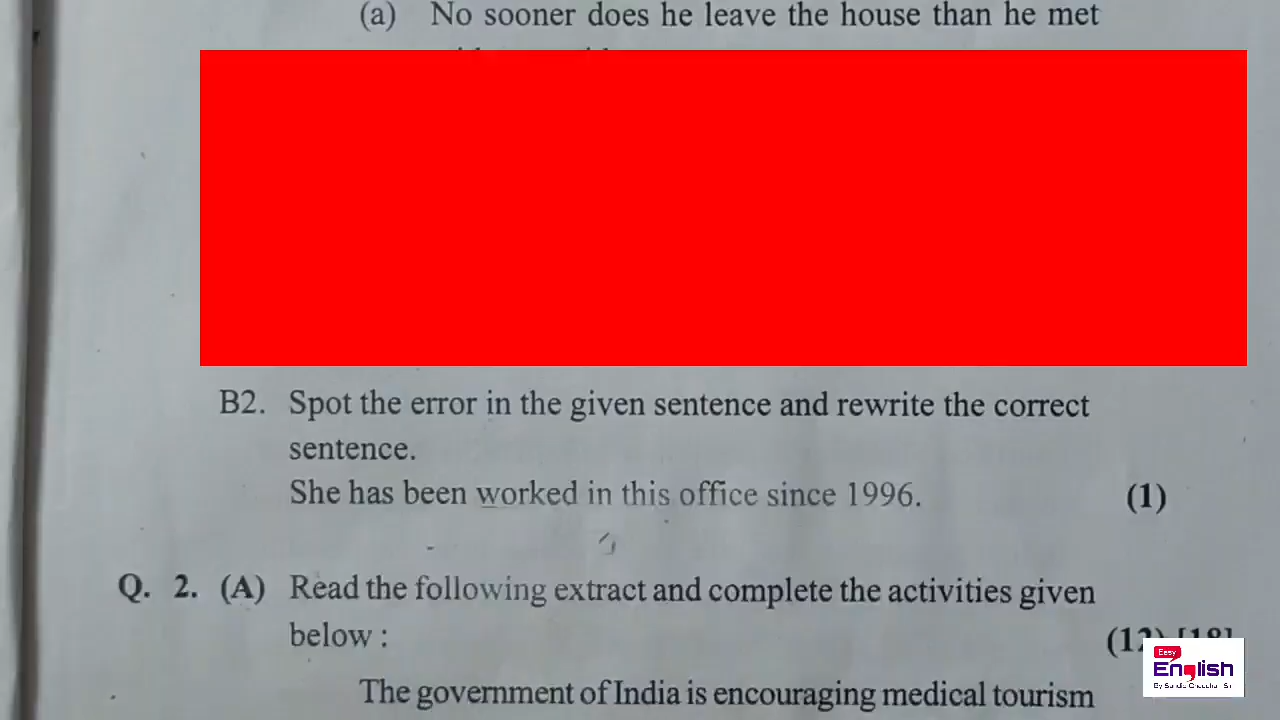 (a) No sooner does he leave the house than he met
B2. Spot the error in the given sentence and rewrite the correct
sentence.
She has been worked in this office since 1996. (1)
Q. 2. (A) Read the following extract and complete the activities given
below :
The government of India is encouraging medical tourism
Easy
English